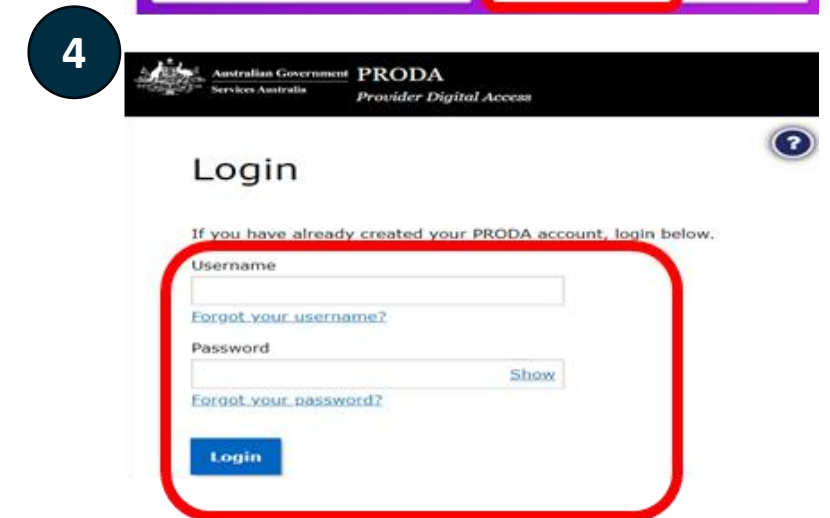 4
Australian Government PRODA
Services Australia Provider Digital Access
?
Login
If you have already created your PRODA account, login below.
Username
Forgot your username?
Password
Show
Forgot your password?
Login